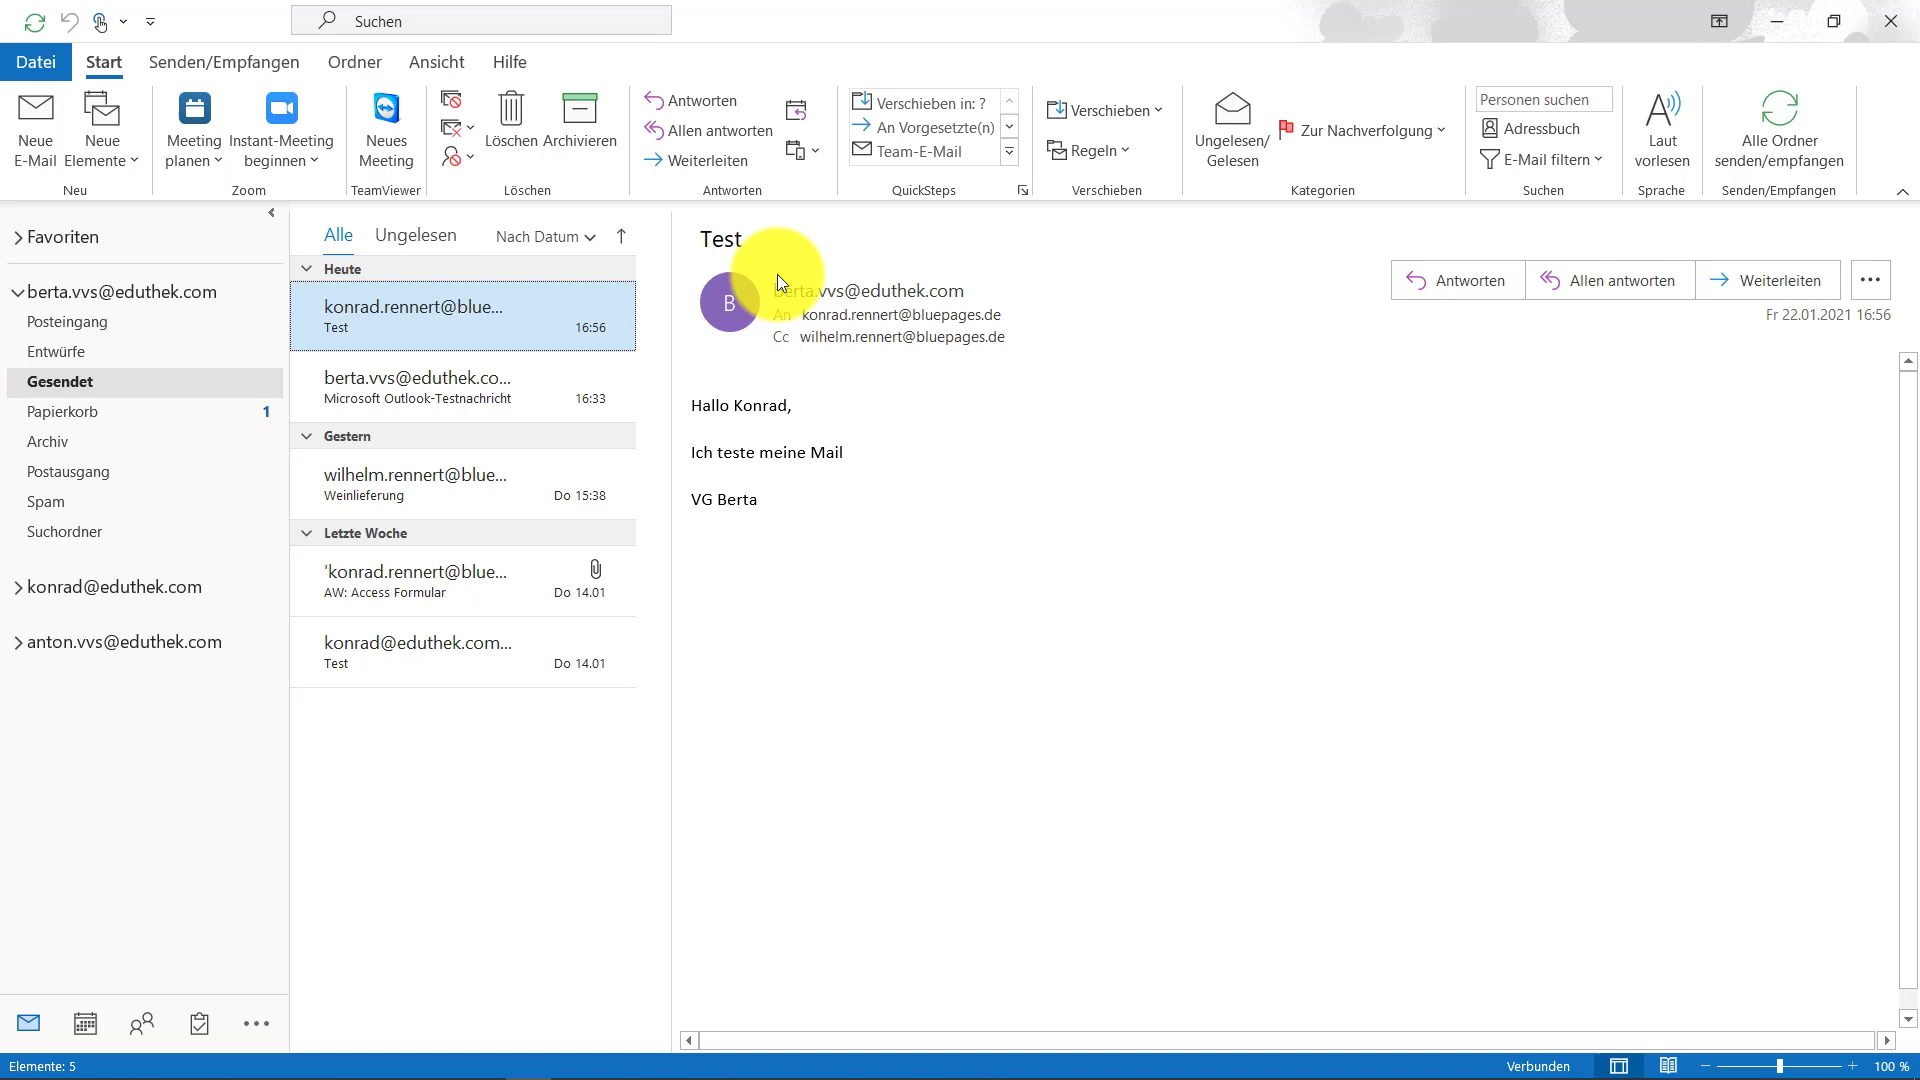 Suchen
Datei Start Senden/Empfangen Ordner Ansicht Hilfe
Neue E-Mail
Neue Elemente
Neu
Meeting planen
Instant-Meeting beginnen
Zoom
Neues Meeting
TeamViewer
Löschen
Archivieren
Löschen
Antworten
Allen antworten
Weiterleiten
Antworten
Verschieben in: ?
An Vorgesetzte(n)
Team-E-Mail
QuickSteps
Verschieben
Regeln
Verschieben
Ungelesen/ Gelesen
Zur Nachverfolgung
Kategorien
Personen suchen
Adressbuch
E-Mail filtern
Suchen
Laut vorlesen
Sprache
Alle Ordner senden/empfangen
Senden/Empfangen
Favoriten
berta.vvs@eduthek.com
Posteingang
Entwürfe
Gesendet
Papierkorb 1
Archiv
Postausgang
Spam
Suchordner
konrad@eduthek.com
anton.vvs@eduthek.com
Alle Ungelesen Nach Datum
Heute
konrad.rennert@blue...
Test 16:56
berta.vvs@eduthek.co...
Microsoft Outlook-Testnachricht 16:33
Gestern
wilhelm.rennert@blue...
Weinlieferung Do 15:38
Letzte Woche
'konrad.rennert@blue...
AW: Access Formular Do 14.01
konrad@eduthek.com...
Test Do 14.01
Test
B
berta.vvs@eduthek.com
An konrad.rennert@bluepages.de
Cc wilhelm.rennert@bluepages.de
Antworten Allen antworten Weiterleiten
Fr 22.01.2021 16:56
Hallo Konrad,
Ich teste meine Mail
VG Berta
Elemente: 5
Verbunden
100 %